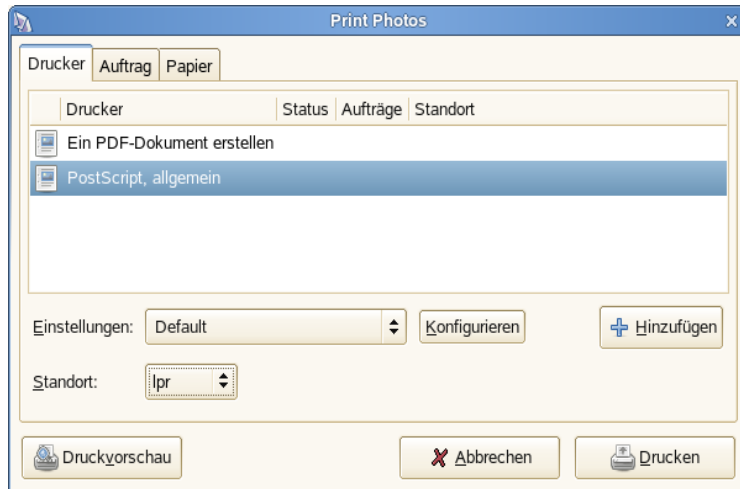 Print Photos
Drucker Auftrag Papier
Drucker Status Aufträge Standort
Ein PDF-Dokument erstellen
PostScript, allgemein
Einstellungen: Default Konfigurieren Hinzufügen
Standort: lpr
Druckvorschau Abbrechen Drucken